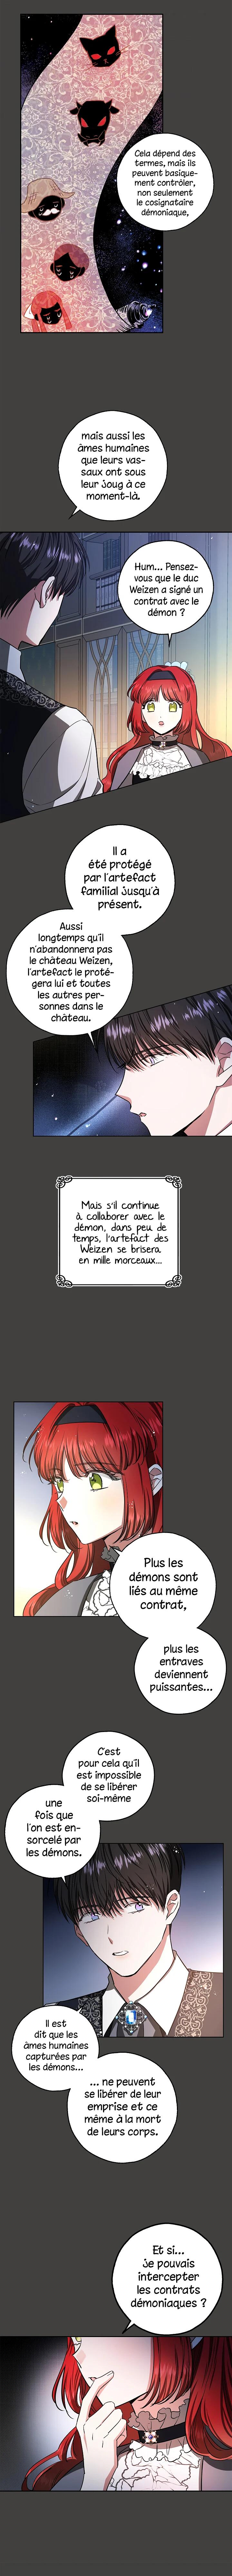 Cela dépend des
termes, mais ils
peuvent basique-
ment contrôler,
non seulement
le cosignataire
démoniaque,
mais aussi les
âmes humaines
que leurs vas-
saux ont sous
leur joug à ce
moment-là.
Hum... Pensez-
vous que le duc
Weizen a signé un
contrat avec le
démon ?
Il a
été protégé
par l'artefact
familial jusqu'à
présent.
Aussi
longtemps qu'il
n'abandonnera pas
le château Weizen,
l'artefact le proté-
gera lui et toutes
les autres per-
sonnes dans le
château.
Mais s'il continue
à collaborer avec le
démon, dans peu de
temps, l'artefact des
Weizen se brisera
en mille morceaux...
Plus les
démons sont
liés au même
contrat,
plus les
entraves
deviennent
puissantes...
C'est
pour cela qu'il
est impossible
de se libérer
soi-même
une
fois que
l'on est en-
sorcelé par
les démons.
Il est
dit que les
âmes humaines
capturées par
les démons...
... ne peuvent
se libérer de leur
emprise et ce
même à la mort
de leurs corps.
Et si...
je pouvais
intercepter
les contrats
démoniaques ?